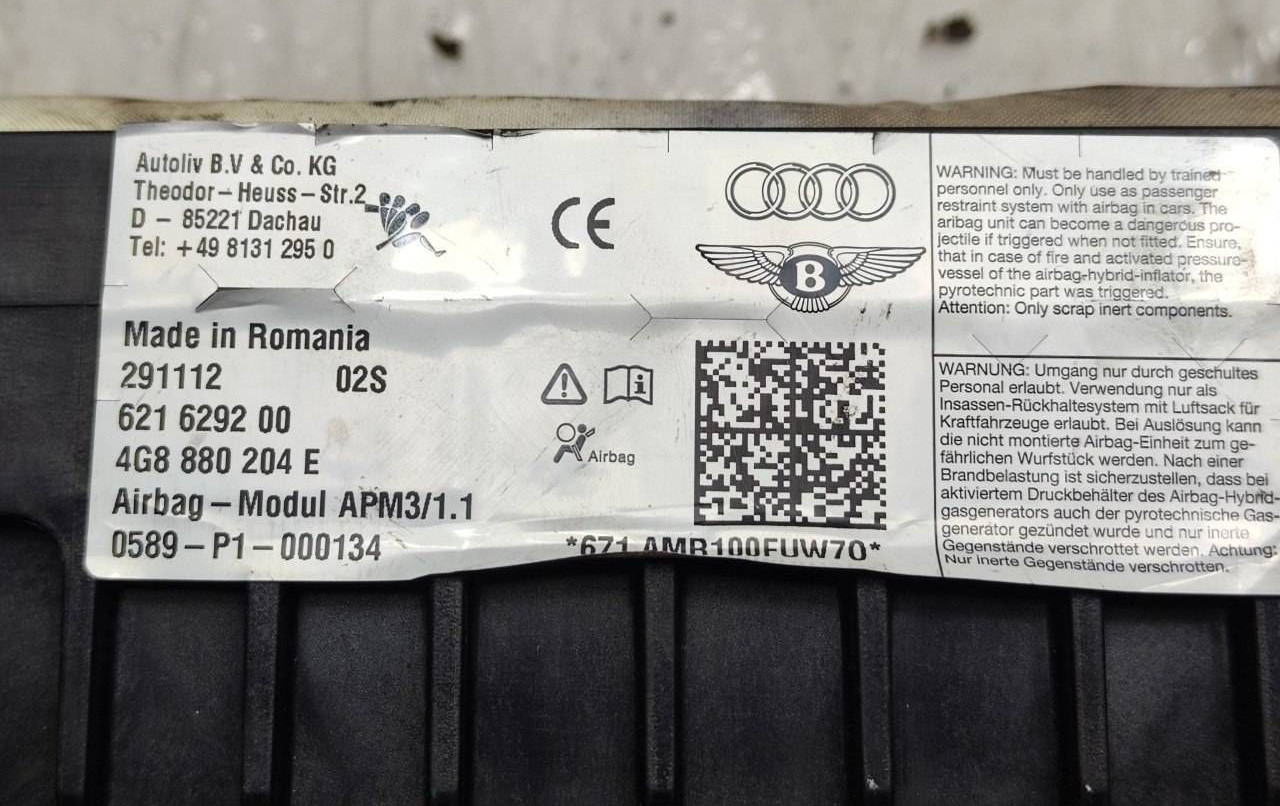 Autoliv B.V & Co. KG
Theodor-Heuss-Str.2
D - 85221 Dachau
Tel: +49 8131 295 0
Made in Romania
291112 02S
621 6292 00
4G8 880 204 E
Airbag-Modul APM3/1.1
0589-P1-000134
CE
B
Airbag
*671 AMR100FUW70*
WARNING: Must be handled by trained
personnel only. Only use as passenger
restraint system with airbag in cars. The
aribag unit can become a dangerous pro-
jectile if triggered when not fitted. Ensure,
that in case of fire and activated pressure-
vessel of the airbag-hybrid-inflator, the
pyrotechnic part was triggered.
Attention: Only scrap inert components.
WARNUNG: Umgang nur durch geschultes
Personal erlaubt. Verwendung nur als
Insassen-Rückhaltesystem mit Luftsack für
Kraftfahrzeuge erlaubt. Bei Auslösung kann
die nicht montierte Airbag-Einheit zum ge-
fährlichen Wurfstück werden. Nach einer
Brandbelastung ist sicherzustellen, dass bei
aktiviertem Druckbehälter des Airbag-Hybrid-
gasgenerators auch der pyrotechnische Gas-
generator gezündet wurde und nur inerte
Gegenstände verschrottet werden. Achtung:
Nur inerte Gegenstände verschrotten.